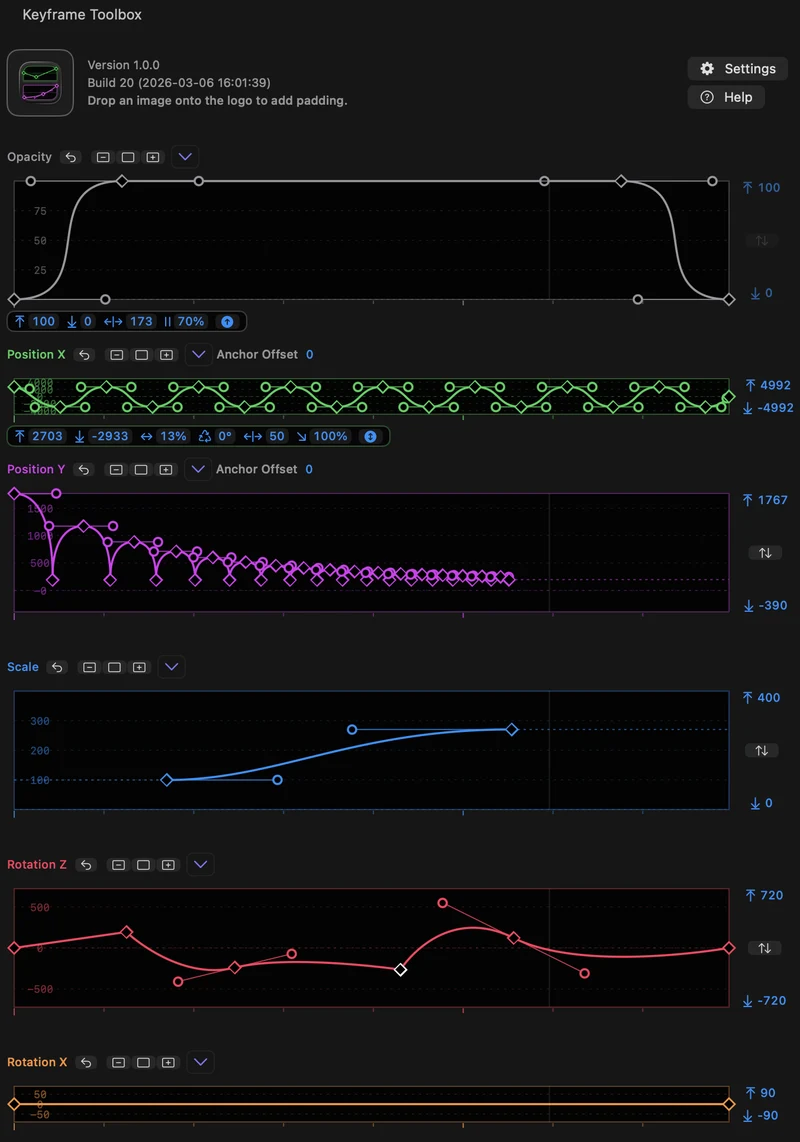 Keyframe Toolbox
Version 1.0.0
Build 20 (2026-03-06 16:01:39)
Drop an image onto the logo to add padding.
Settings
Help
Opacity
100
75
50
25
0
100 0 173 70%
Position X Anchor Offset 0
4992
-4992
2703 -2933 13% 0° 50 100%
Position Y Anchor Offset 0
1767
1500
1000
500
-0
-390
Scale
400
300
200
100
0
Rotation Z
720
500
0
-500
-720
Rotation X
90
50
0
-50
-90